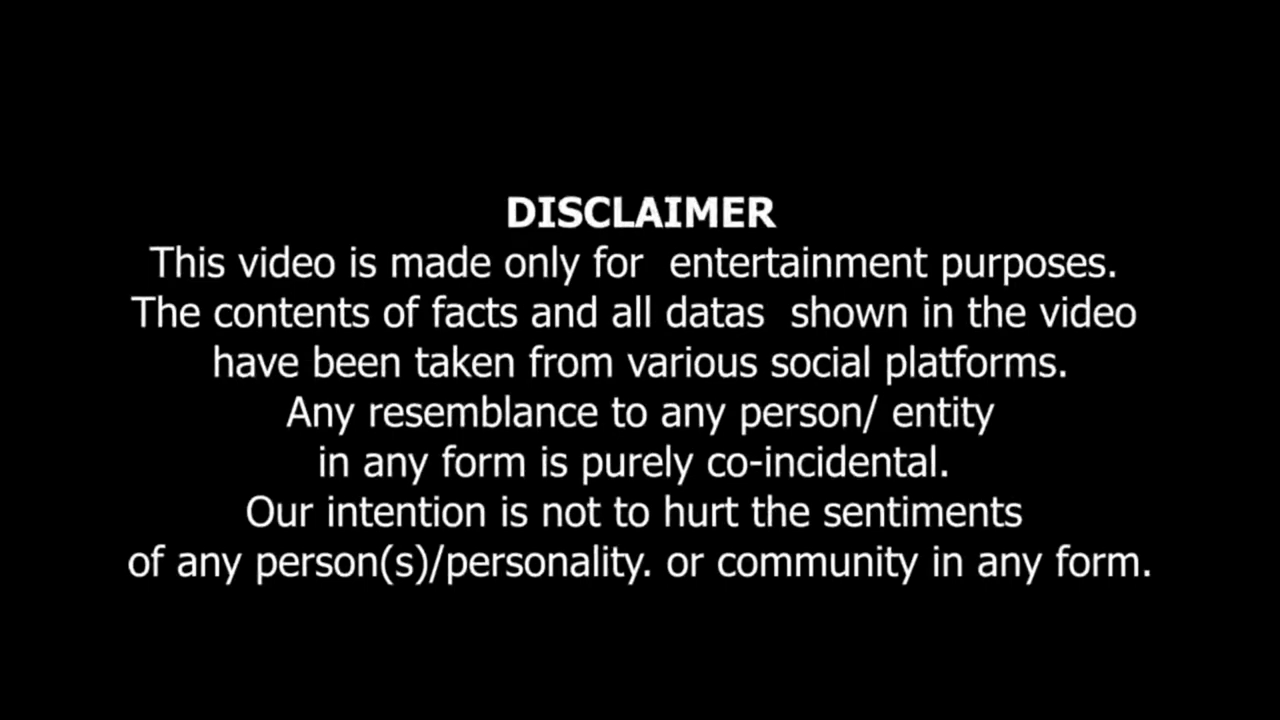 DISCLAIMER
This video is made only for  entertainment purposes.
The contents of facts and all datas  shown in the video
have been taken from various social platforms.
Any resemblance to any person/ entity
in any form is purely co-incidental.
Our intention is not to hurt the sentiments
of any person(s)/personality. or community in any form.